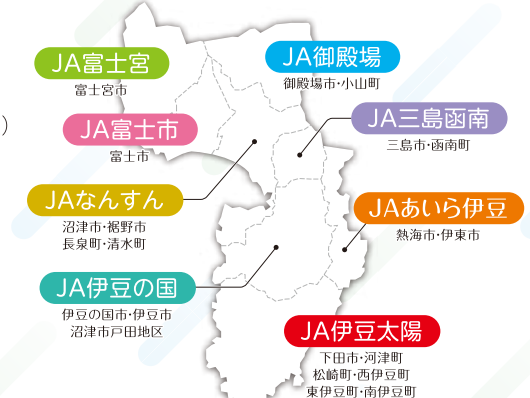 JA富士宮
富士宮市
JA御殿場
御殿場市・小山町
JA富士市
富士市
JA三島函南
三島市・函南町
JAなんすん
沼津市・裾野市
長泉町・清水町
JAあいら伊豆
熱海市・伊東市
JA伊豆の国
伊豆の国市・伊豆市
沼津市戸田地区
JA伊豆太陽
下田市・河津町
松崎町・西伊豆町
東伊豆町・南伊豆町
)